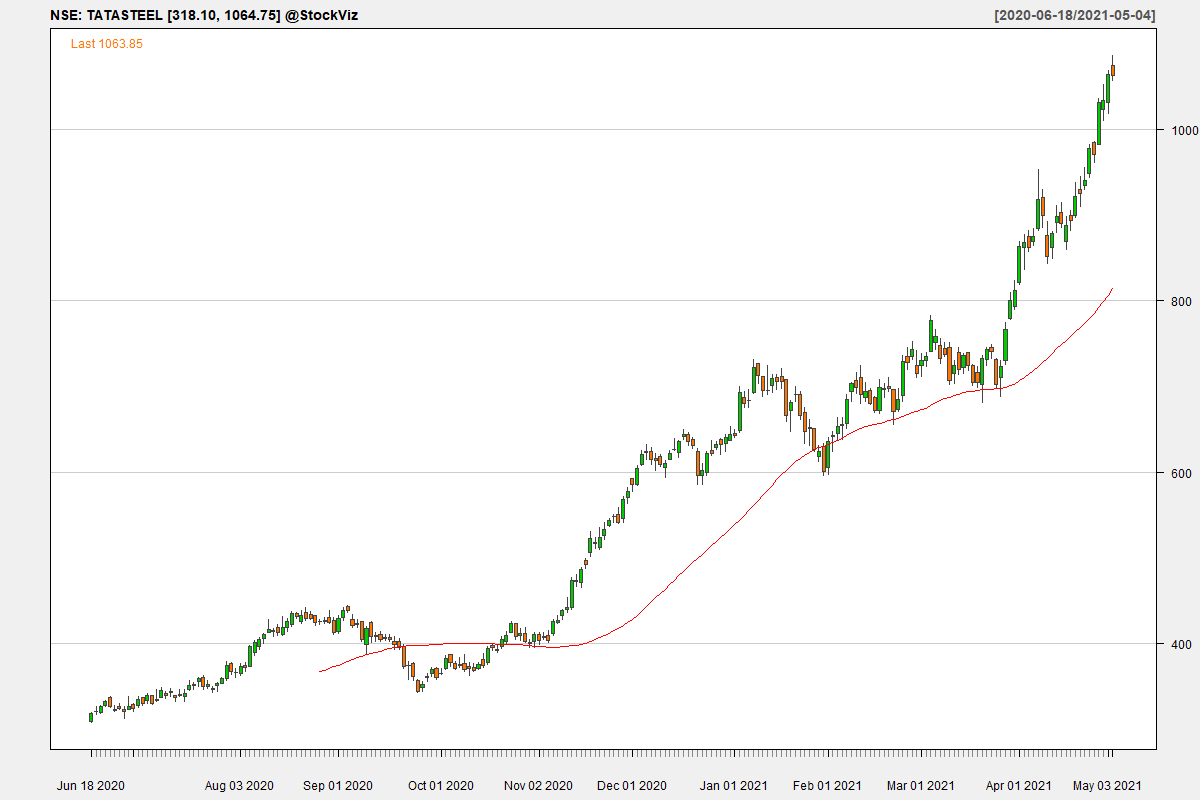 NSE: TATASTEEL [318.10, 1064.75] @StockViz [2020-06-18/2021-05-04]
Last 1063.85
1000
800
600
400
Jun 18 2020 Aug 03 2020 Sep 01 2020 Oct 01 2020 Nov 02 2020 Dec 01 2020 Jan 01 2021 Feb 01 2021 Mar 01 2021 Apr 01 2021 May 03 2021